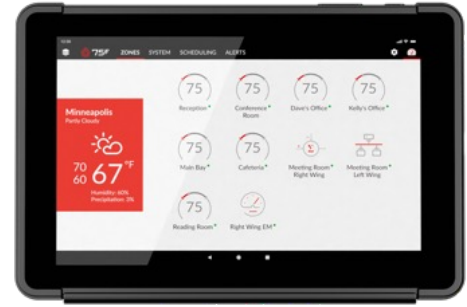 75F ZONES SYSTEM SCHEDULING ALERTS
Minneapolis
Partly Cloudy
70
60
67°F
Humidity: 60%
Precipitation: 3%
75
Reception
75
Conference
Room
75
Dave's Office
75
Kelly's Office
75
Main Bay
75
Cafeteria
Meeting Room
Right Wing
Meeting Room
Left Wing
75
Reading Room
Right Wing EM